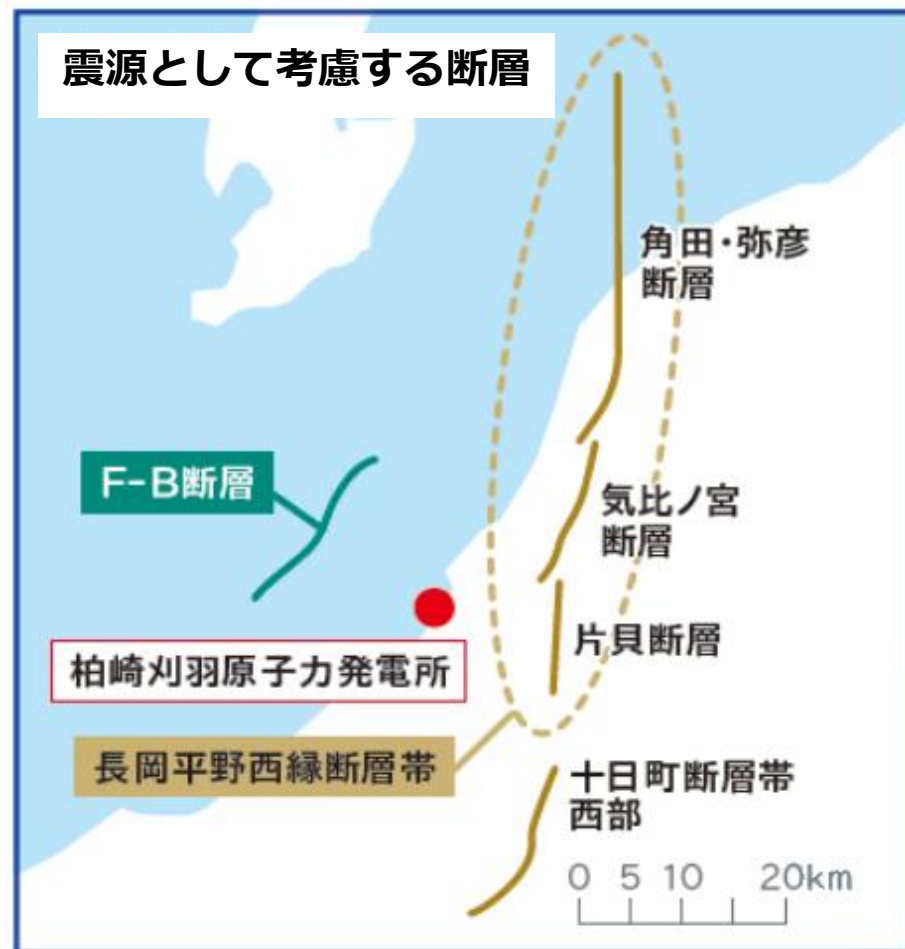 震源として考慮する断層
角田・弥彦
断層
F-B断層
気比ノ宮
断層
片貝断層
柏崎刈羽原子力発電所
長岡平野西縁断層帯
十日町断層帯
西部
0 5 10 20km